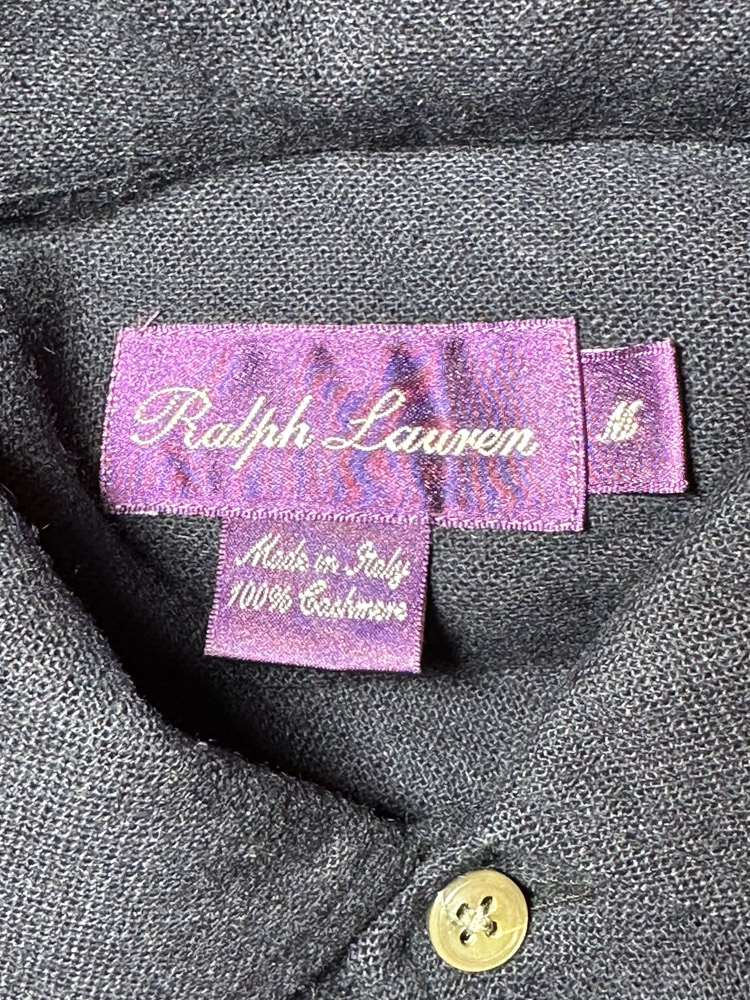 Ralph Lauren
Made in Italy
100% Cashmere